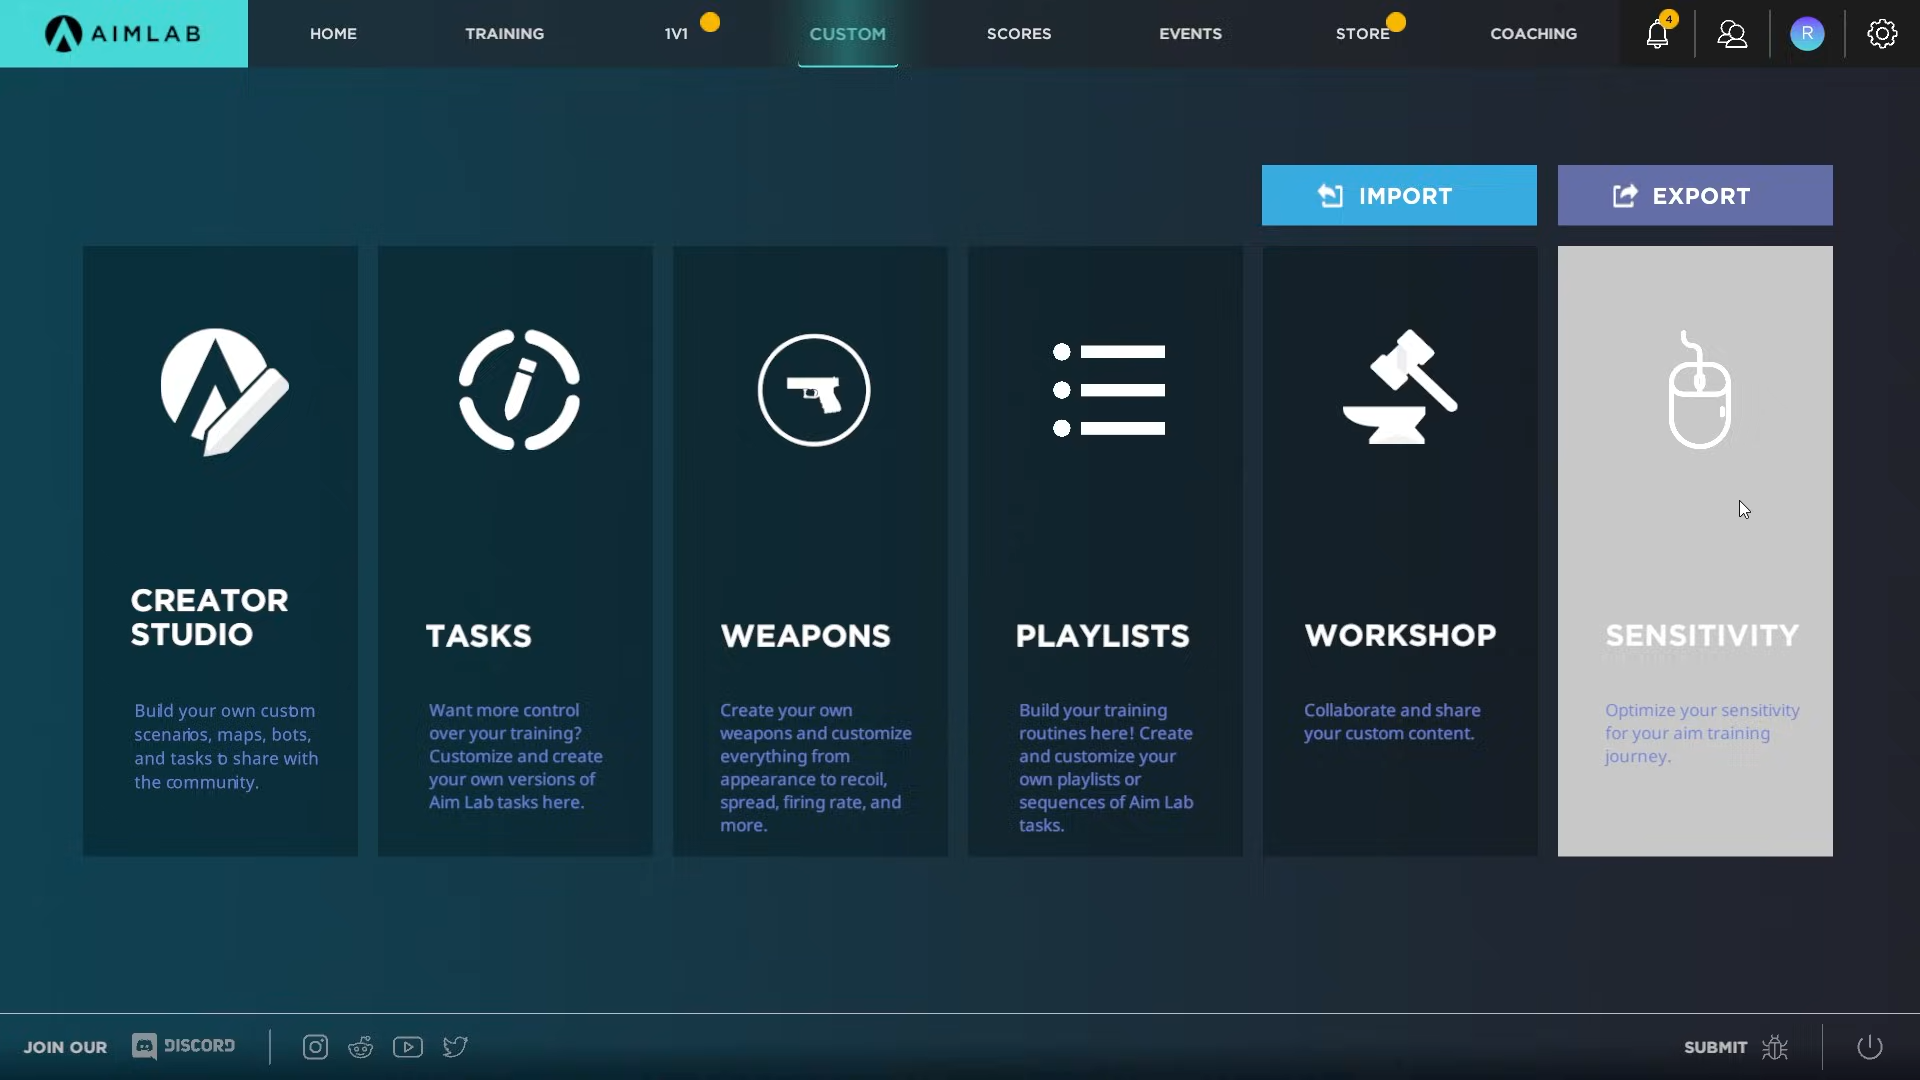 AIMLAB
HOME
TRAINING
1V1
CUSTOM
SCORES
EVENTS
STORE
COACHING
4
R
IMPORT
EXPORT
CREATOR
STUDIO
Build your own custom
scenarios, maps, bots,
and tasks to share with
the community.
TASKS
Want more control
over your training?
Customize and create
your own versions of
Aim Lab tasks here.
WEAPONS
Create your own
weapons and customize
everything from
appearance to recoil,
spread, firing rate, and
more.
PLAYLISTS
Build your training
routines here! Create
and customize your
own playlists or
sequences of Aim Lab
tasks.
WORKSHOP
Collaborate and share
your custom content.
SENSITIVITY
Optimize your sensitivity
for your aim training
journey.
JOIN OUR DISCORD
SUBMIT